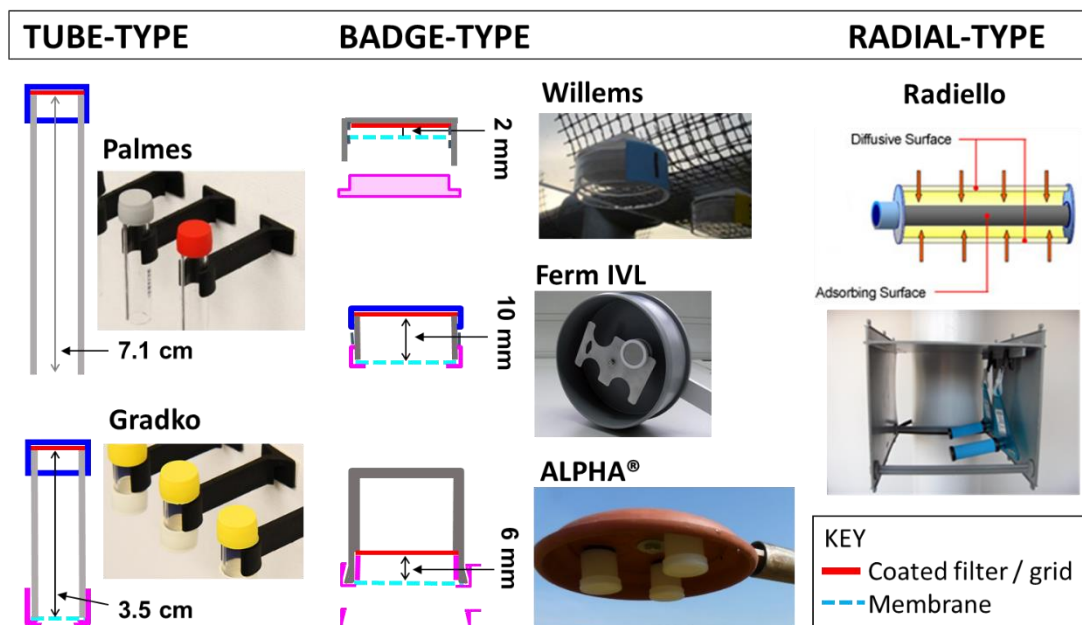 TUBE-TYPE
BADGE-TYPE
RADIAL-TYPE
Palmes
7.1 cm
Gradko
3.5 cm
2 mm
Willems
10 mm
Ferm IVL
6 mm
ALPHA®
Radiello
Diffusive Surface
Adsorbing Surface
KEY
Coated filter / grid
Membrane